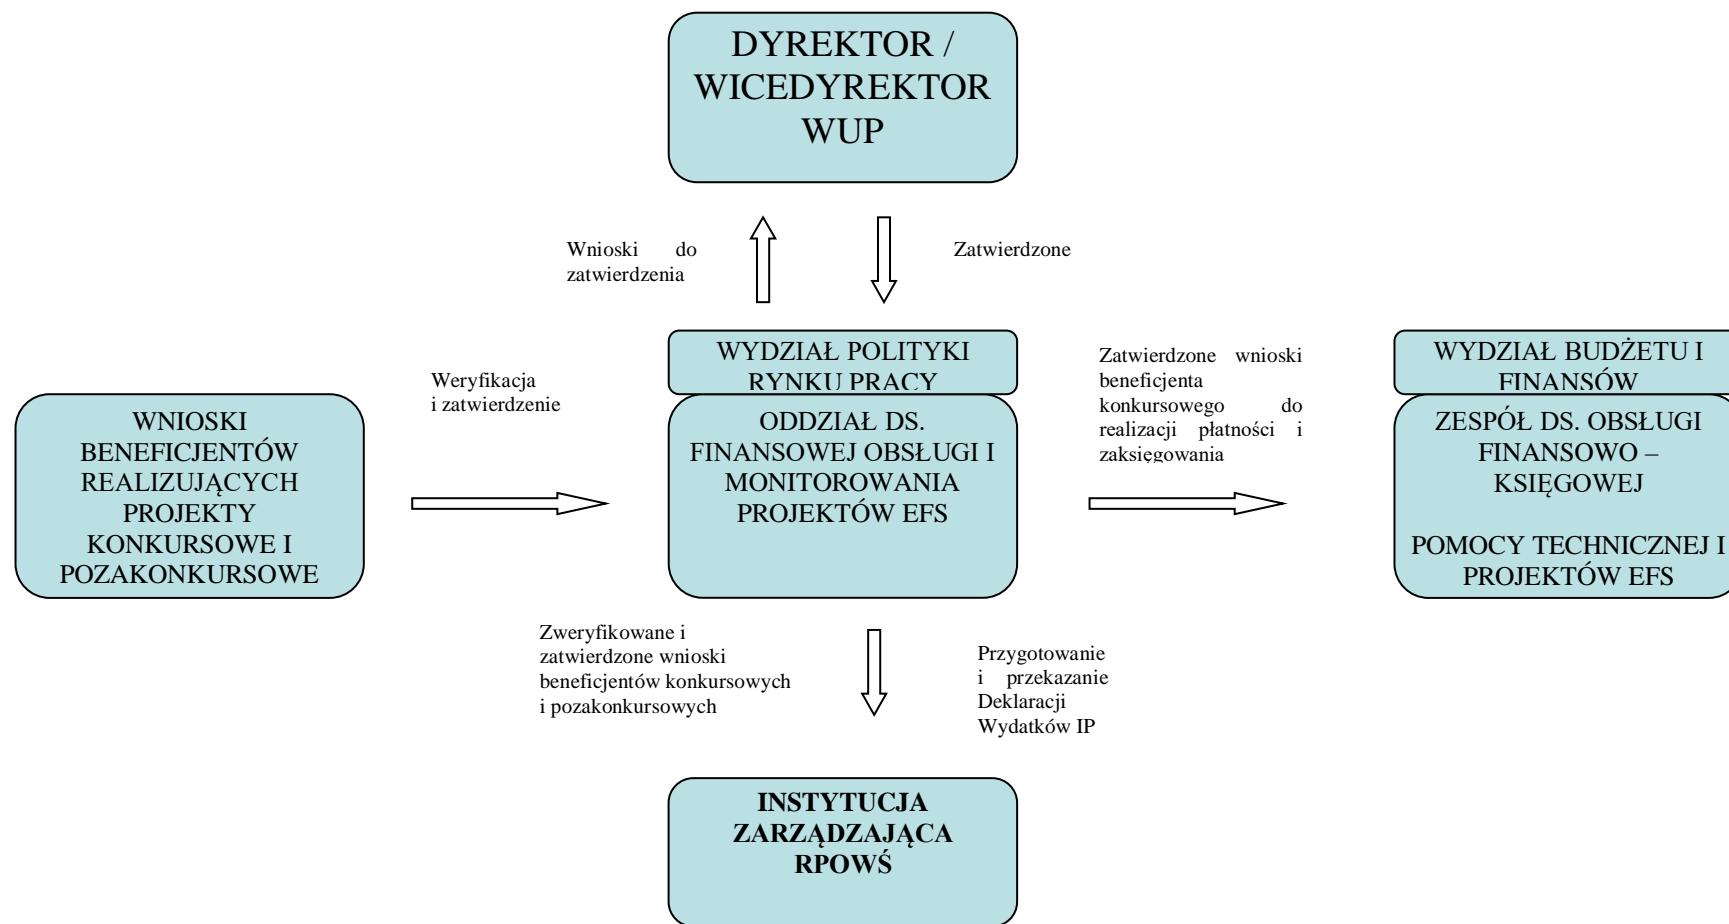 DYREKTOR /
WICEDYREKTOR
WUP
Wnioski do
zatwierdzenia
Zatwierdzone
Weryfikacja
i zatwierdzenie
WNIOSKI
BENEFICJENTÓW
REALIZUJĄCYCH
PROJEKTY
KONKURSOWE I
POZAKONKURSOWE
WYDZIAŁ POLITYKI
RYNKU PRACY
ODDZIAŁ DS.
FINANSOWEJ OBSŁUGI I
MONITOROWANIA
PROJEKTÓW EFS
Zatwierdzone wnioski
beneficjenta
konkursowego do
realizacji płatności i
zaksięgowania
WYDZIAŁ BUDŻETU I
FINANSÓW
ZESPÓŁ DS. OBSŁUGI
FINANSOWO –
KSIĘGOWEJ
POMOCY TECHNICZNEJ I
PROJEKTÓW EFS
Zweryfikowane i
zatwierdzone wnioski
beneficjentów konkursowych
i pozakonkursowych
Przygotowanie
i przekazanie
Deklaracji
Wydatków IP
INSTYTUCJA
ZARZĄDZAJĄCA
RPOWŚ